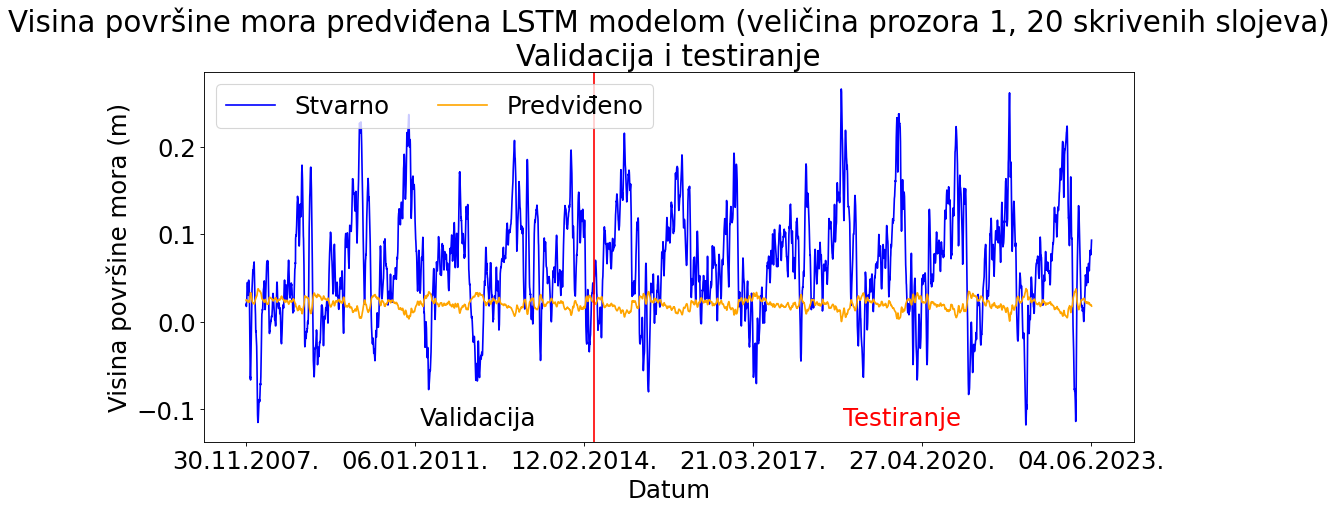 Visina površine mora predviđena LSTM modelom (veličina prozora 1, 20 skrivenih slojeva)
Validacija i testiranje
Stvarno
Predviđeno
Visina površine mora (m)
0.2
0.1
0.0
−0.1
Validacija
Testiranje
30.11.2007.
06.01.2011.
12.02.2014.
21.03.2017.
27.04.2020.
04.06.2023.
Datum